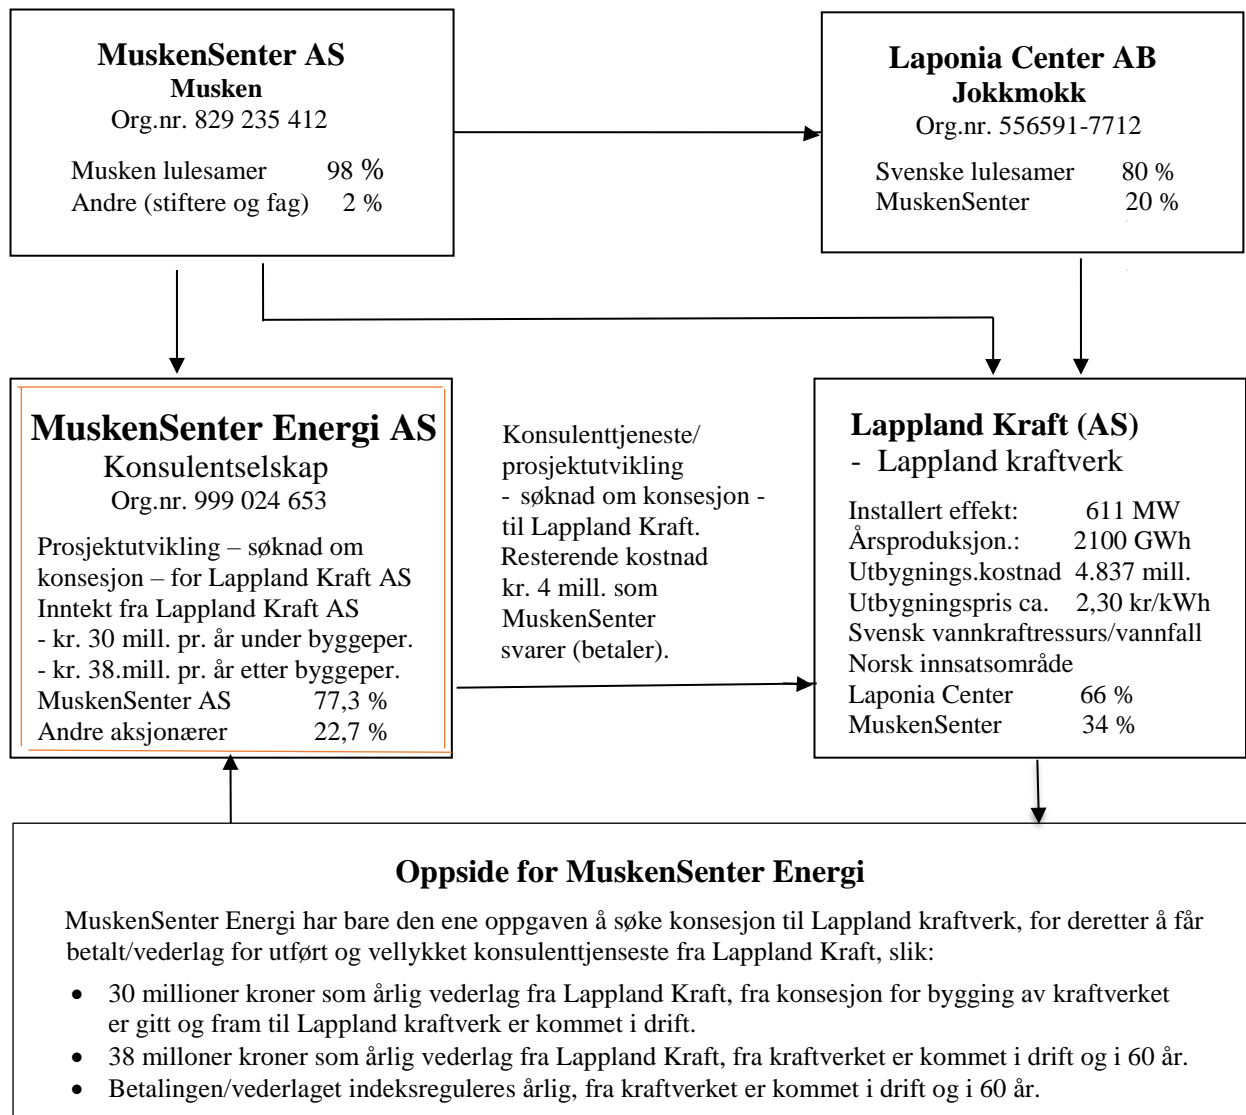 MuskenSenter AS
Musken
Org.nr. 829 235 412
Musken lulesamer 98 %
Andre (stiftere og fag) 2 %
Laponia Center AB
Jokkmokk
Org.nr. 556591-7712
Svenske lulesamer 80 %
MuskenSenter 20 %
MuskenSenter Energi AS
Konsulentselskap
Org.nr. 999 024 653
Prosjektutvikling – søknad om
konsesjon – for Lappland Kraft AS
Inntekt fra Lappland Kraft AS
- kr. 30 mill. pr. år under byggeper.
- kr. 38.mill. pr. år etter byggeper.
MuskenSenter AS 77,3 %
Andre aksjonærer 22,7 %
Konsulenttjeneste/
prosjektutvikling
- søknad om konsesjon -
til Lappland Kraft.
Resterende kostnad
kr. 4 mill. som
MuskenSenter
svarer (betaler).
Lappland Kraft (AS)
- Lappland kraftverk
Installert effekt: 611 MW
Årsproduksjon.: 2100 GWh
Utbygnings.kostnad 4.837 mill.
Utbygningspris ca. 2,30 kr/kWh
Svensk vannkraftressurs/vannfall
Norsk innsatsområde
Laponia Center 66 %
MuskenSenter 34 %
Oppside for MuskenSenter Energi
MuskenSenter Energi har bare den ene oppgaven å søke konsesjon til Lappland kraftverk, for deretter å får
betalt/vederlag for utført og vellykket konsulenttjenseste fra Lappland Kraft, slik:
• 30 millioner kroner som årlig vederlag fra Lappland Kraft, fra konsesjon for bygging av kraftverket
er gitt og fram til Lappland kraftverk er kommet i drift.
• 38 milloner kroner som årlig vederlag fra Lappland Kraft, fra kraftverket er kommet i drift og i 60 år.
• Betalingen/vederlaget indeksreguleres årlig, fra kraftverket er kommet i drift og i 60 år.